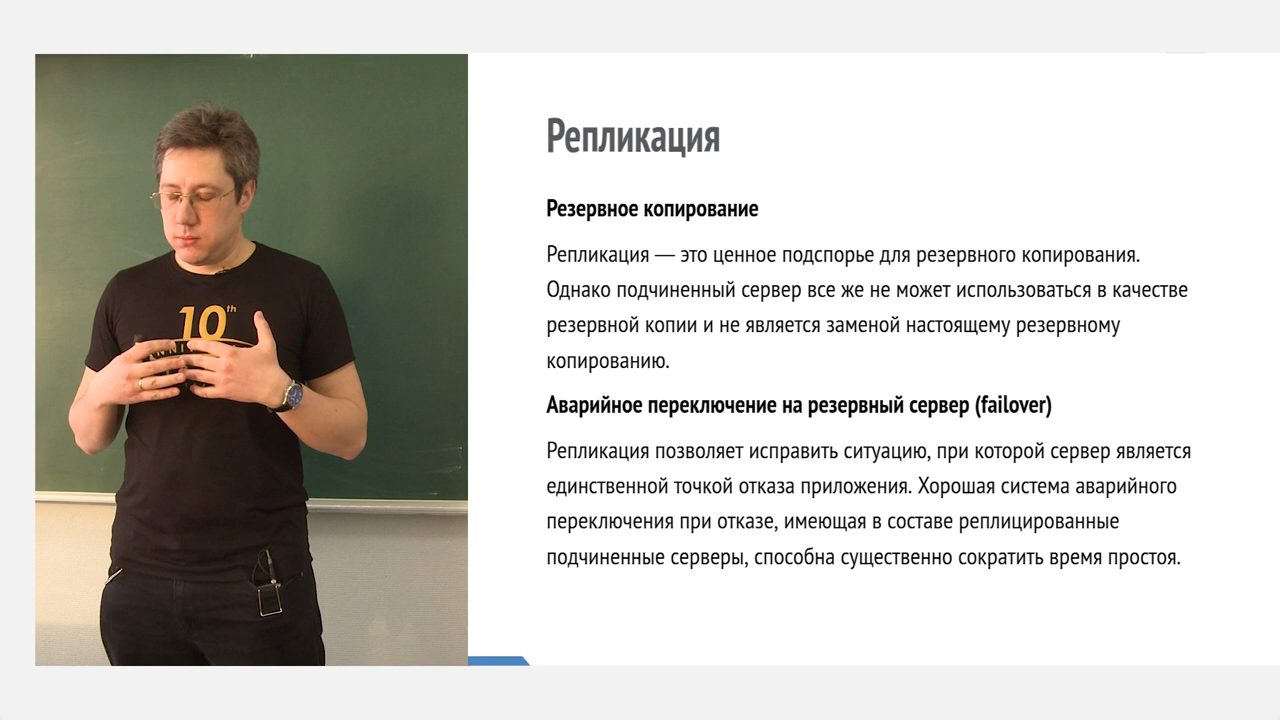 Репликация
Резервное копирование
Репликация — это ценное подспорье для резервного копирования.
Однако подчиненный сервер все же не может использоваться в качестве
резервной копии и не является заменой настоящему резервному
копированию.
Аварийное переключение на резервный сервер (failover)
Репликация позволяет исправить ситуацию, при которой сервер является
единственной точкой отказа приложения. Хорошая система аварийного
переключения при отказе, имеющая в составе реплицированные
подчиненные серверы, способна существенно сократить время простоя.
10th